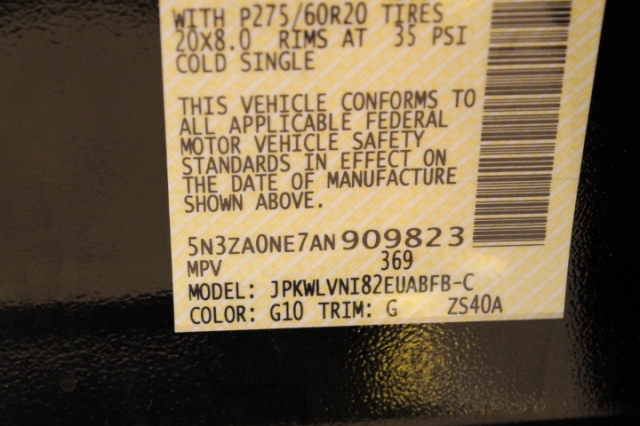 WITH P275/60R20 TIRES
20X8.0 RIMS AT 35 PSI
COLD SINGLE
THIS VEHICLE CONFORMS TO
ALL APPLICABLE FEDERAL
MOTOR VEHICLE SAFETY
STANDARDS IN EFFECT ON
THE DATE OF MANUFACTURE
SHOWN ABOVE.
5N3ZA0NE7AN909823
MPV 369
MODEL: JPKWLVNI82EUABFB-C
COLOR: G10 TRIM: G ZS40A